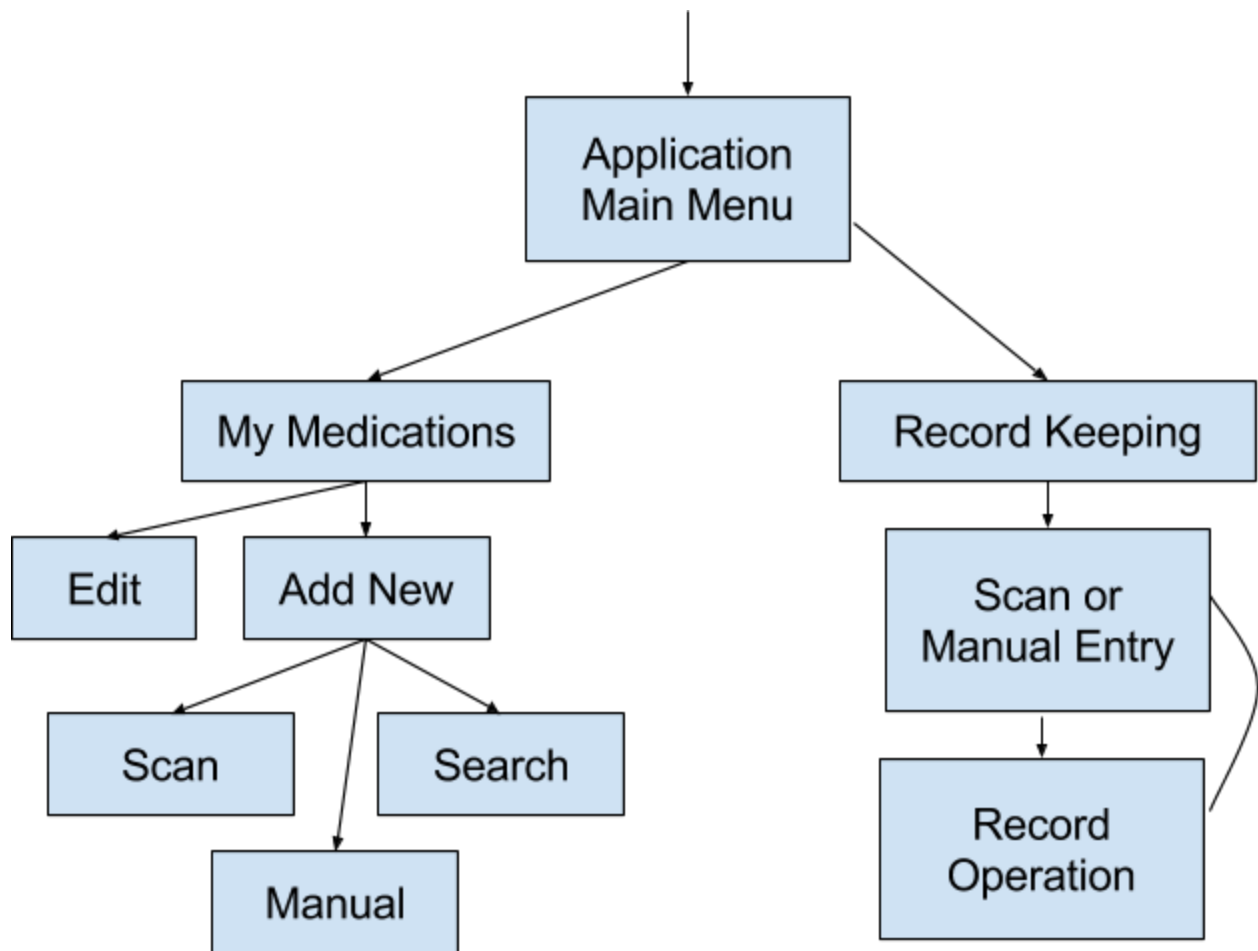 Application
Main Menu
My Medications
Record Keeping
Edit
Add New
Scan or
Manual Entry
Scan
Search
Record
Operation
Manual